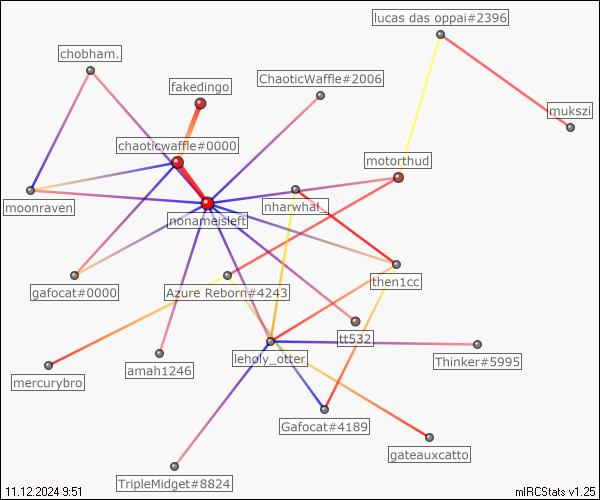 lucas das oppai#2396
chobham.
ChaoticWaffle#2006
fakedingo
mukszi
chaoticwaffle#0000
motorthud
moonraven
nharwhal_
nonameisleft
then1cc
gafocat#0000
Azure Reborn#4243
tt532
leholy_otter
Thinker#5995
amah1246
mercurybro
Gafocat#4189
gateauxcatto
TripleMidget#8824
11.12.2024 9:51
mIRCStats v1.25